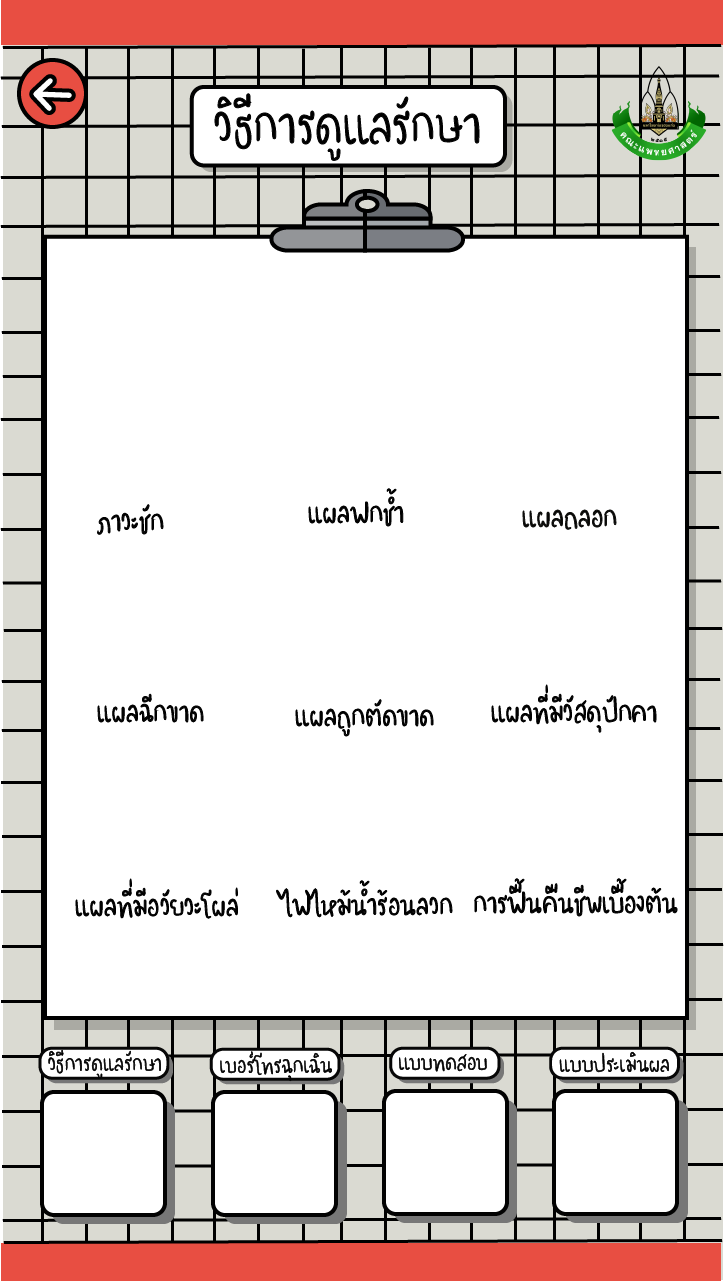 วิธีการดูแลรักษา
คณะแพทยศาสตร์
ภาวะชัก
แผลฟกช้ำ
แผลถลอก
แผลฉีกขาด
แผลถูกตัดขาด
แผลที่มีวัสดุปักคา
แผลที่มีอวัยวะโผล่
ไฟไหม้น้ำร้อนลวก
การฟื้นคืนชีพเบื้องต้น
วิธีการดูแลรักษา
เบอร์โทรฉุกเฉิน
แบบทดสอบ
แบบประเมินผล